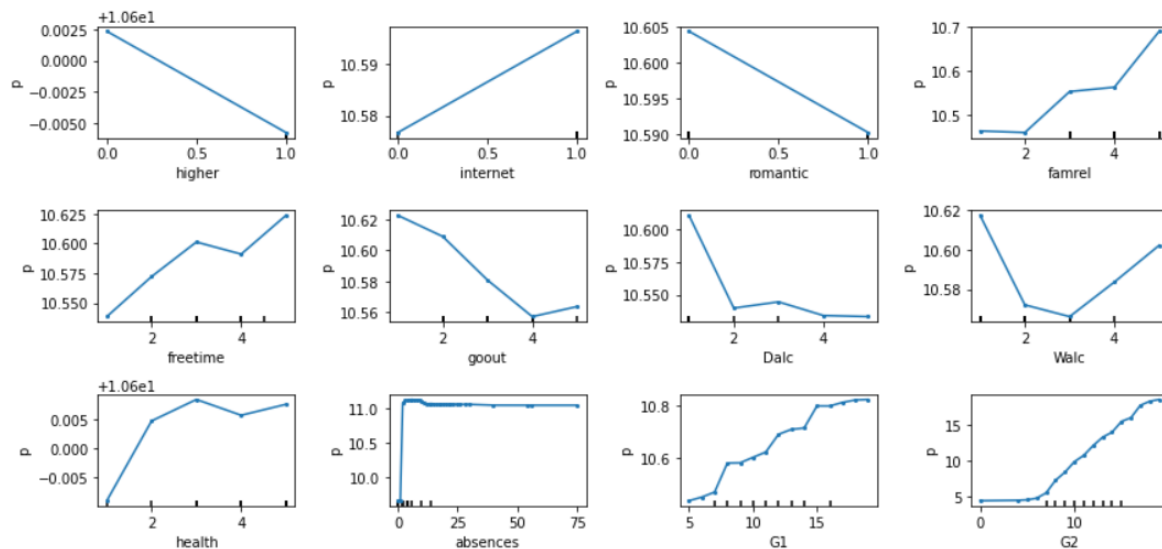 +1.06e1
0.0025
0.0000
−0.0025
−0.0050
p
0.0 0.5 1.0
higher
10.59
10.58
p
0.0 0.5 1.0
internet
10.605
10.600
10.595
10.590
p
0.0 0.5 1.0
romantic
10.7
10.6
10.5
p
2 4
famrel
10.625
10.600
10.575
10.550
p
2 4
freetime
10.62
10.60
10.58
10.56
p
2 4
goout
10.600
10.575
10.550
p
2 4
Dalc
10.62
10.60
10.58
p
2 4
Walc
+1.06e1
0.005
0.000
−0.005
p
2 4
health
11.0
10.5
10.0
p
0 25 50 75
absences
10.8
10.6
p
5 10 15
G1
15
10
5
p
0 10
G2